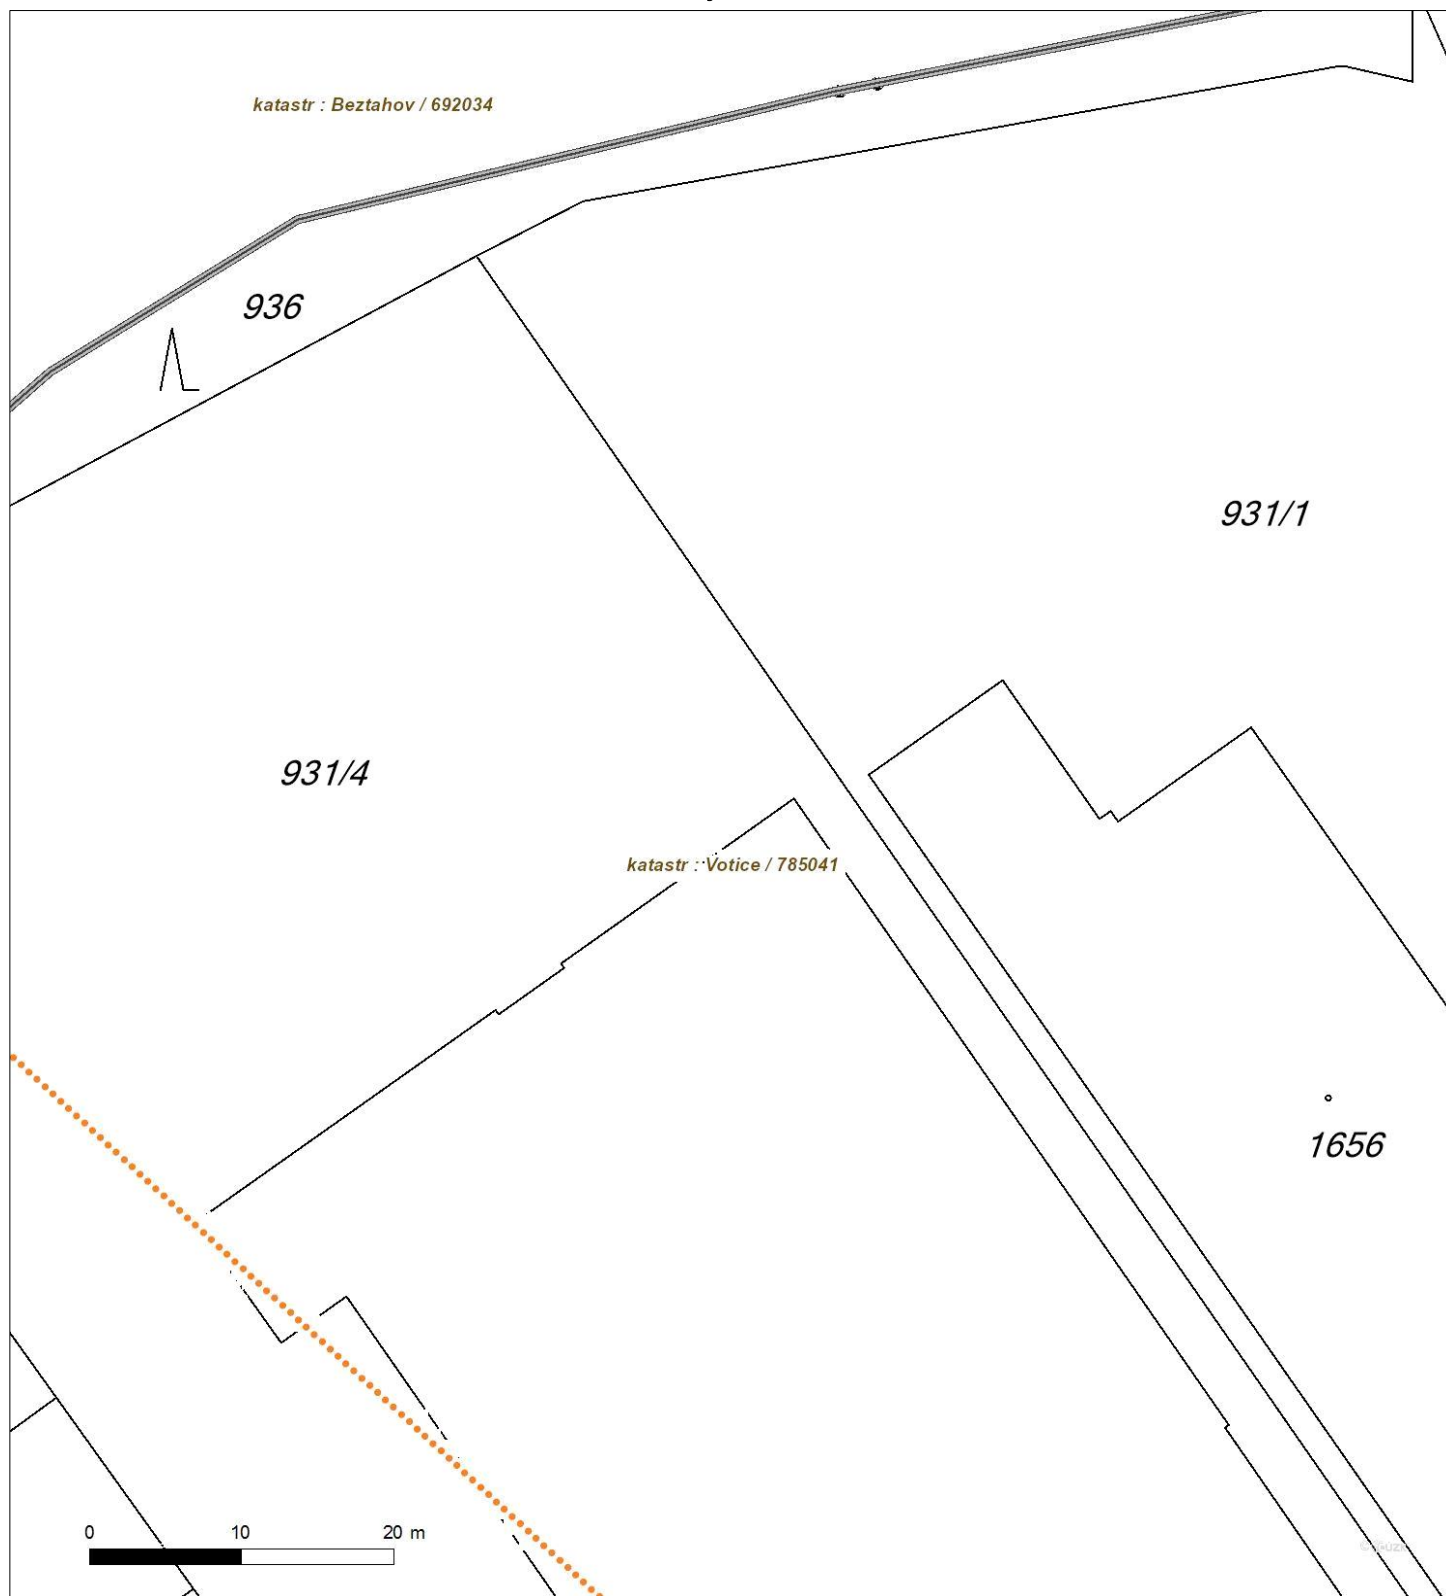 katastr : Beztahov / 692034
936
931/1
931/4
katastr : Votice / 785041
1656
0 10 20 m